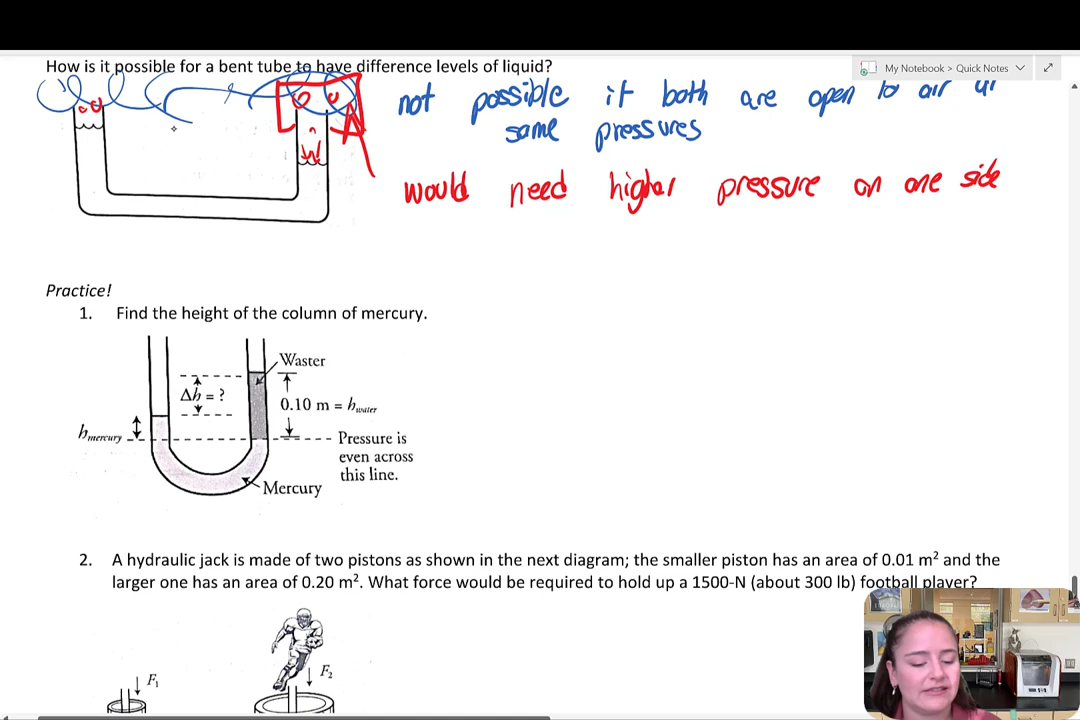 How is it possible for a bent tube to have difference levels of liquid?
My Notebook > Quick Notes
not possible if both are open to air at
same pressures
would need higher pressure on one side
Practice!
1. Find the height of the column of mercury.
Waster
Δh = ?
0.10 m = hwater
hmercury
Pressure is
even across
this line.
Mercury
2. A hydraulic jack is made of two pistons as shown in the next diagram; the smaller piston has an area of 0.01 m² and the
larger one has an area of 0.20 m². What force would be required to hold up a 1500-N (about 300 lb) football player?
F₁
F₂